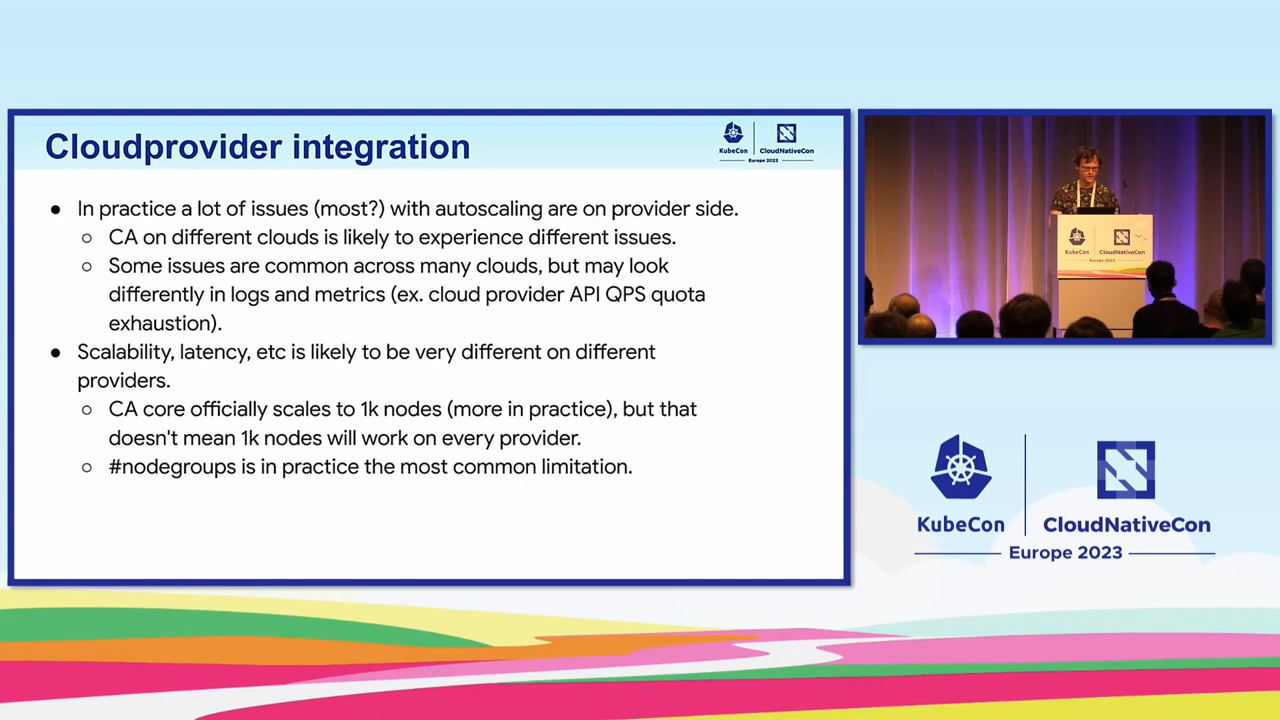 Cloudprovider integration
KubeCon
CloudNativeCon
Europe 2023
● In practice a lot of issues (most?) with autoscaling are on provider side.
○ CA on different clouds is likely to experience different issues.
○ Some issues are common across many clouds, but may look
differently in logs and metrics (ex. cloud provider API QPS quota
exhaustion).
● Scalability, latency, etc is likely to be very different on different
providers.
○ CA core officially scales to 1k nodes (more in practice), but that
doesn't mean 1k nodes will work on every provider.
○ #nodegroups is in practice the most common limitation.
KubeCon
CloudNativeCon
Europe 2023
KubeCon
CloudNativeCon
Europe 2023